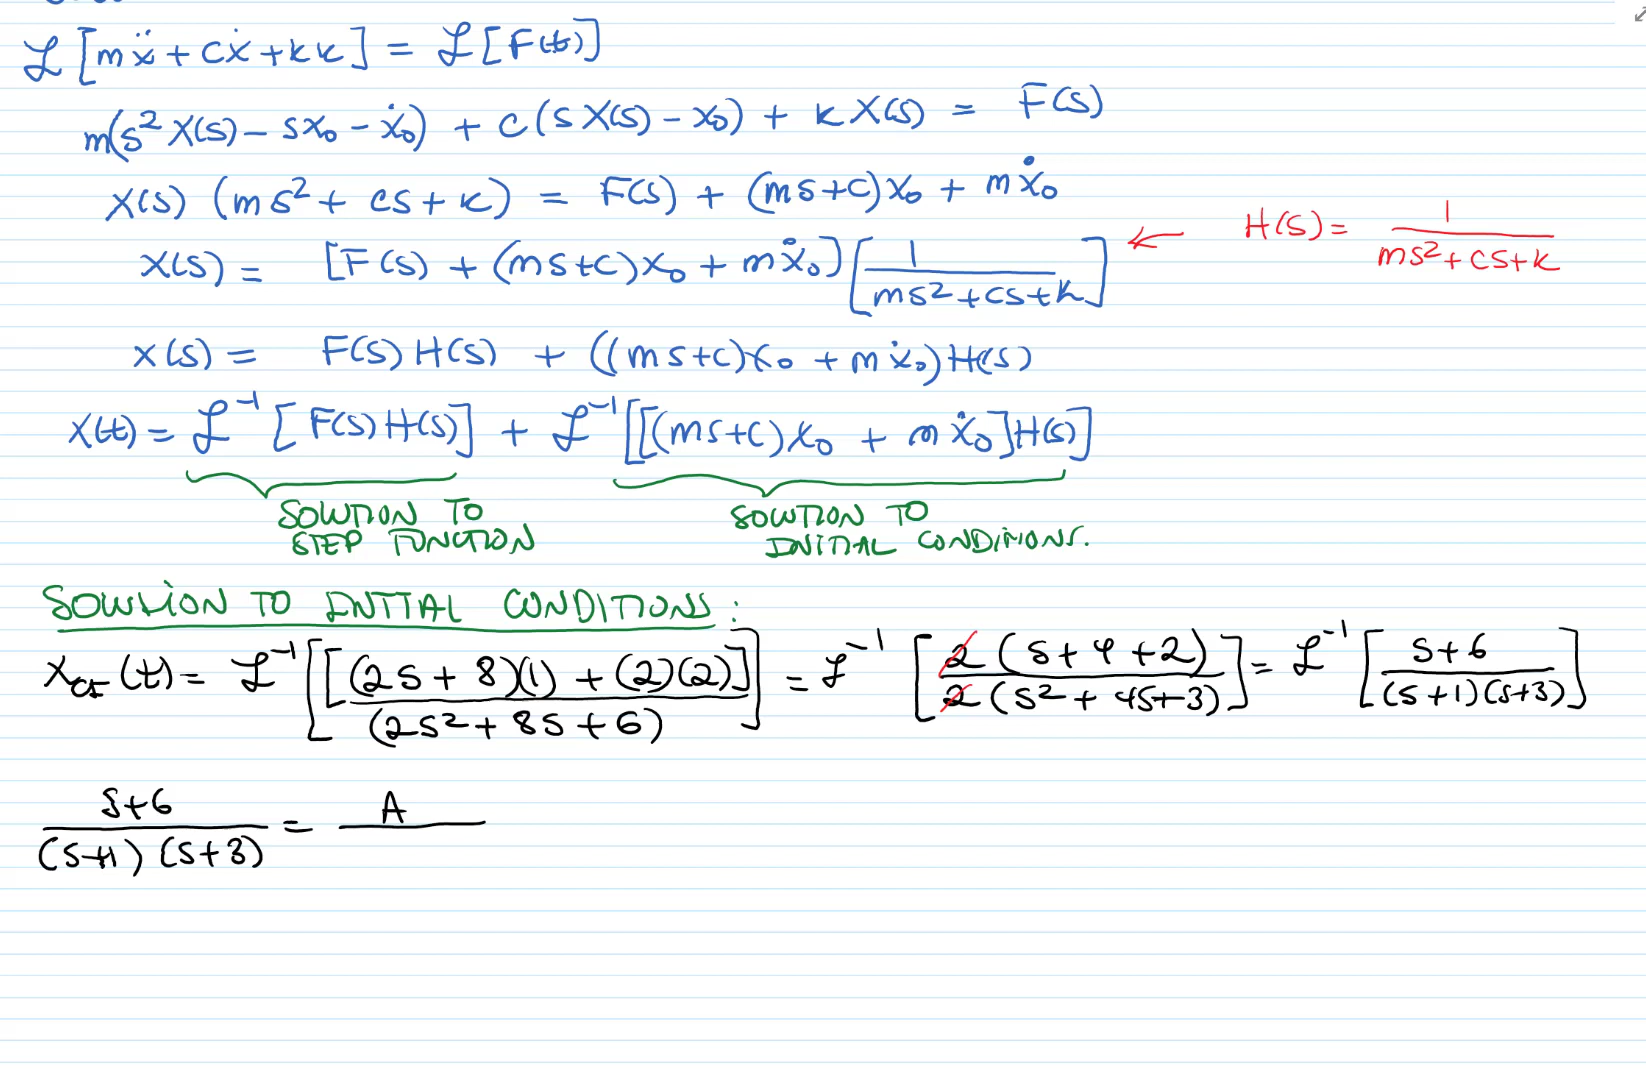 ℒ [mẍ + cẋ + kx] = ℒ[F(t)]
m(s² X(s) – sx₀ – ẋ₀) + c(sX(s) – x₀) + kX(s) = F(s)
X(s) (ms² + cs + k) = F(s) + (ms+c)x₀ + mẋ₀
X(s) = [F(s) + (ms+c)x₀ + mẋ₀] [1/(ms²+cs+k)] ← H(s) = 1/(ms²+cs+k)
X(s) = F(s) H(s) + ((ms+c)x₀ + mẋ₀)H(s)
X(t) = ℒ⁻¹ [F(s)H(s)] + ℒ⁻¹ [[(ms+c)x₀ + mẋ₀]H(s)]
SOLUTION TO STEP FUNCTION
SOLUTION TO INITIAL CONDITIONS.
SOLUTION TO INITIAL CONDITIONS:
(t) = ℒ⁻¹ [[(2s+8)(1) + (2)(2)]/(2s²+8s+6)] = ℒ⁻¹ [2(s+4+2)/2(s²+4s+3)] = ℒ⁻¹ [s+6/(s+1)(s+3)]
s+6/(s+1)(s+3) = A/